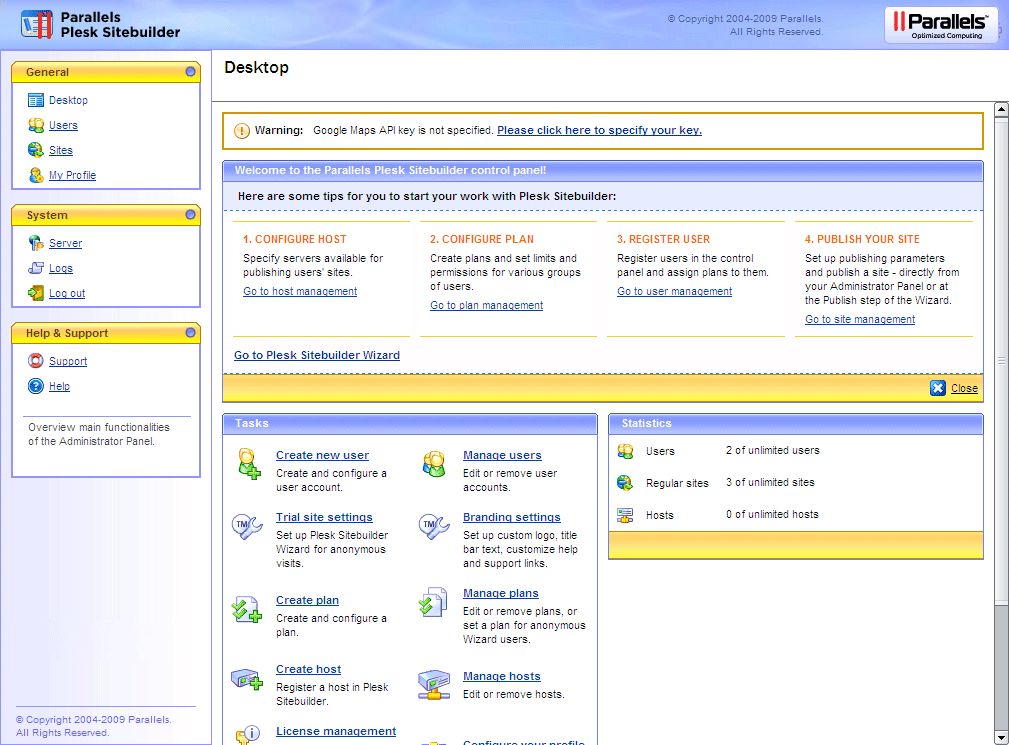 Parallels
Plesk Sitebuilder
© Copyright 2004-2009 Parallels.
All Rights Reserved.
Parallels™
Optimized Computing
General
Desktop
Users
Sites
My Profile
System
Server
Logs
Log out
Help & Support
Support
Help
Overview main functionalities
of the Administrator Panel.
© Copyright 2004-2009 Parallels.
All Rights Reserved.
Desktop
Warning: Google Maps API key is not specified. Please click here to specify your key.
Welcome to the Parallels Plesk Sitebuilder control panel!
Here are some tips for you to start your work with Plesk Sitebuilder:
1. CONFIGURE HOST
Specify servers available for
publishing users' sites.
Go to host management
2. CONFIGURE PLAN
Create plans and set limits and
permissions for various groups
of users.
Go to plan management
3. REGISTER USER
Register users in the control
panel and assign plans to them.
Go to user management
4. PUBLISH YOUR SITE
Set up publishing parameters
and publish a site - directly from
your Administrator Panel or at
the Publish step of the Wizard.
Go to site management
Go to Plesk Sitebuilder Wizard
Close
Tasks
Create new user
Create and configure a
user account.
Manage users
Edit or remove user
accounts.
TM
Trial site settings
Set up Plesk Sitebuilder
Wizard for anonymous
visits.
TM
Branding settings
Set up custom logo, title
bar text, customize help
and support links.
Create plan
Create and configure a
plan.
Manage plans
Edit or remove plans, or
set a plan for anonymous
Wizard users.
Create host
Register a host in Plesk
Sitebuilder.
Manage hosts
Edit or remove hosts.
License management
Configure your profile
Statistics
Users 2 of unlimited users
Regular sites 3 of unlimited sites
Hosts 0 of unlimited hosts